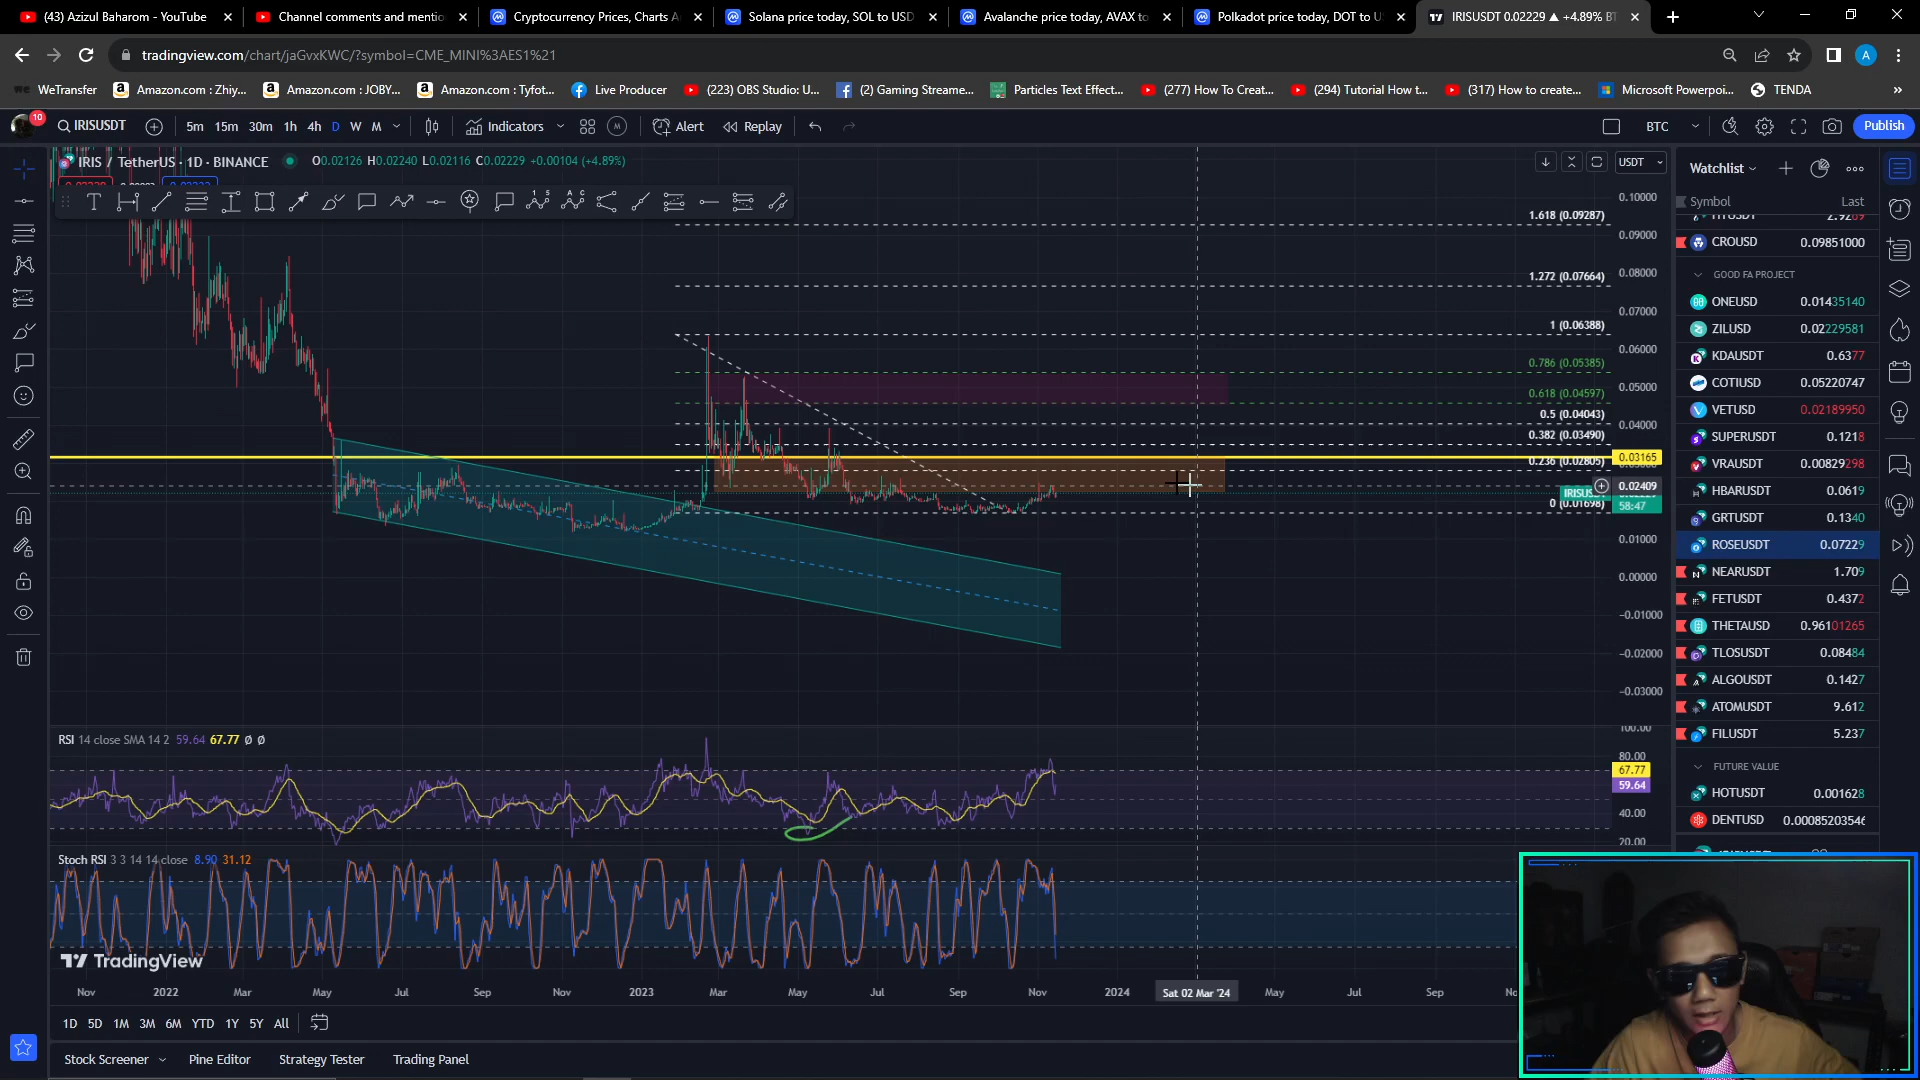 (43) Azizul Baharom - YouTube
Channel comments and mentio
Cryptocurrency Prices, Charts A
Solana price today, SOL to USD
Avalanche price today, AVAX to
Polkadot price today, DOT to U
IRISUSDT 0.02229 ▲ +4.89% BT
tradingview.com/chart/jaGvxKWC/?symbol=CME_MINI%3AES1%21
A
WeTransfer
Amazon.com : Zhiy...
Amazon.com : JOBY...
Amazon.com : Tyfot...
Live Producer
(223) OBS Studio: U...
(2) Gaming Streame...
Particles Text Effect...
(277) How To Creat...
(294) Tutorial How t...
(317) How to create...
Microsoft Powerpoi...
TENDA
10
IRISUSDT
5m 15m 30m 1h 4h D W M
Indicators
M
Alert
Replay
BTC
Publish
IRIS / TetherUS · 1D · BINANCE
O0.02126 H0.02240 L0.02116 C0.02229 +0.00104 (+4.89%)
USDT
1.618 (0.09287)
1.272 (0.07664)
1 (0.06388)
0.786 (0.05385)
0.618 (0.04597)
0.5 (0.04043)
0.382 (0.03490)
0.236 (0.02805)
0 (0.01698)
0.10000
0.09000
0.08000
0.07000
0.06000
0.05000
0.04000
0.03165
0.02409
58:47
0.01000
0.00000
−0.01000
−0.02000
−0.03000
RSI 14 close SMA 14 2 59.64 67.77 Ø Ø
100.00
80.00
67.77
59.64
40.00
20.00
Stoch RSI 3 3 14 14 close 8.90 31.12
TradingView
Nov 2022 Mar May Jul Sep Nov 2023 Mar May Jul Sep Nov 2024 Sat 02 Mar '24 May Jul Sep
1D 5D 1M 3M 6M YTD 1Y 5Y All
Stock Screener
Pine Editor
Strategy Tester
Trading Panel
Watchlist
Symbol Last
CROUSD 0.09851000
GOOD FA PROJECT
ONEUSD 0.01435140
ZILUSD 0.02229581
KDAUSDT 0.6377
COTIUSD 0.05220747
VETUSD 0.02189950
SUPERUSDT 0.1218
VRAUSDT 0.00829298
HBARUSDT 0.0619
GRTUSDT 0.1340
ROSEUSDT 0.07229
NEARUSDT 1.709
FETUSDT 0.4372
THETAUSD 0.96101265
TLOSUSDT 0.08484
ALGOUSDT 0.1427
ATOMUSDT 9.612
FILUSDT 5.237
FUTURE VALUE
HOTUSDT 0.001628
DENTUSD 0.0008520354